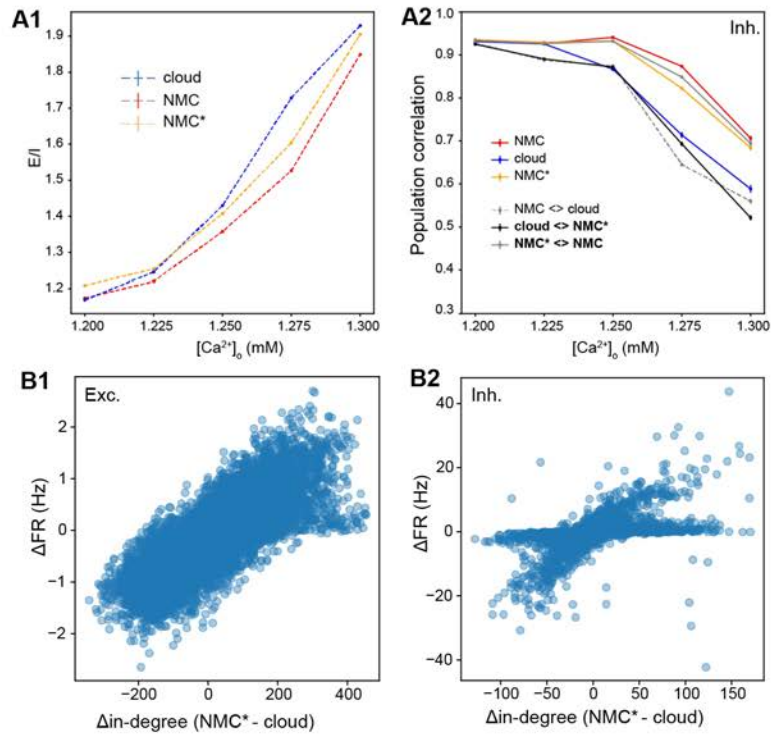 A1
1.9
1.8
1.7
1.6
1.5
1.4
1.3
1.2
E/I
cloud
NMC
NMC*
1.200 1.225 1.250 1.275 1.300
[Ca²⁺]ₒ (mM)
A2
Inh.
1.0
0.9
0.8
0.7
0.6
0.5
0.4
0.3
Population correlation
NMC
cloud
NMC*
NMC <> cloud
cloud <> NMC*
NMC* <> NMC
1.200 1.225 1.250 1.275 1.300
[Ca²⁺]ₒ (mM)
B1
Exc.
2
1
0
−1
−2
ΔFR (Hz)
−200 0 200 400
Δin-degree (NMC* - cloud)
B2
Inh.
40
20
0
−20
−40
ΔFR (Hz)
−100 −50 0 50 100 150
Δin-degree (NMC* - cloud)